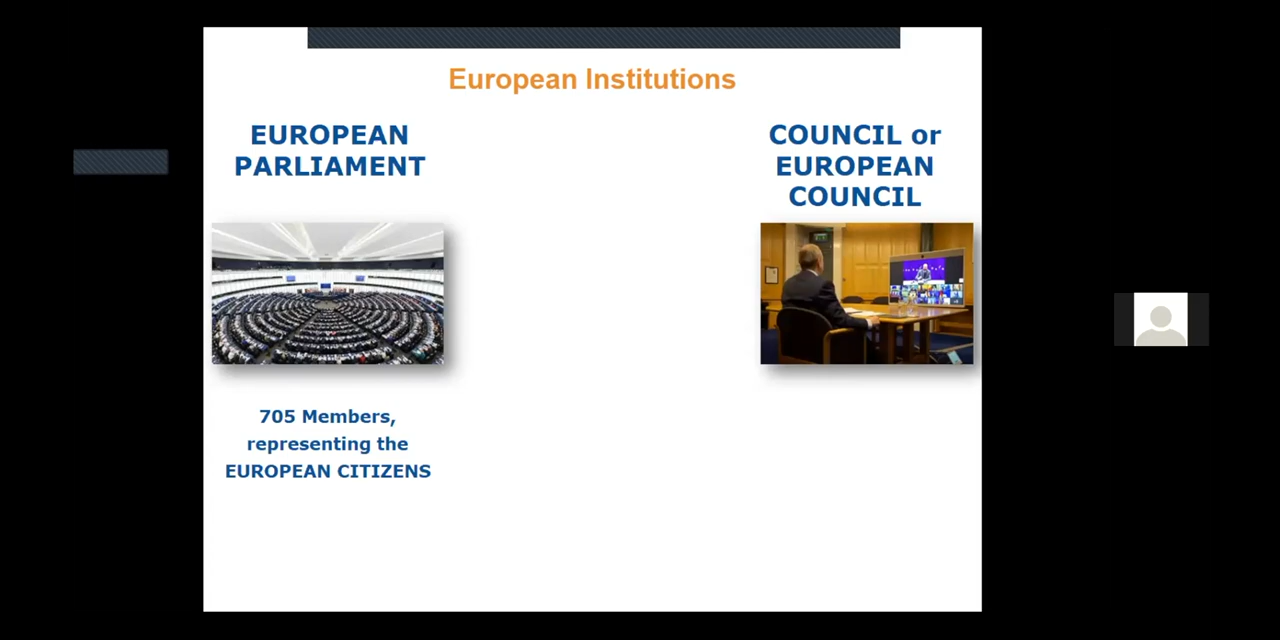 European Institutions
EUROPEAN
PARLIAMENT
COUNCIL or
EUROPEAN
COUNCIL
705 Members,
representing the
EUROPEAN CITIZENS